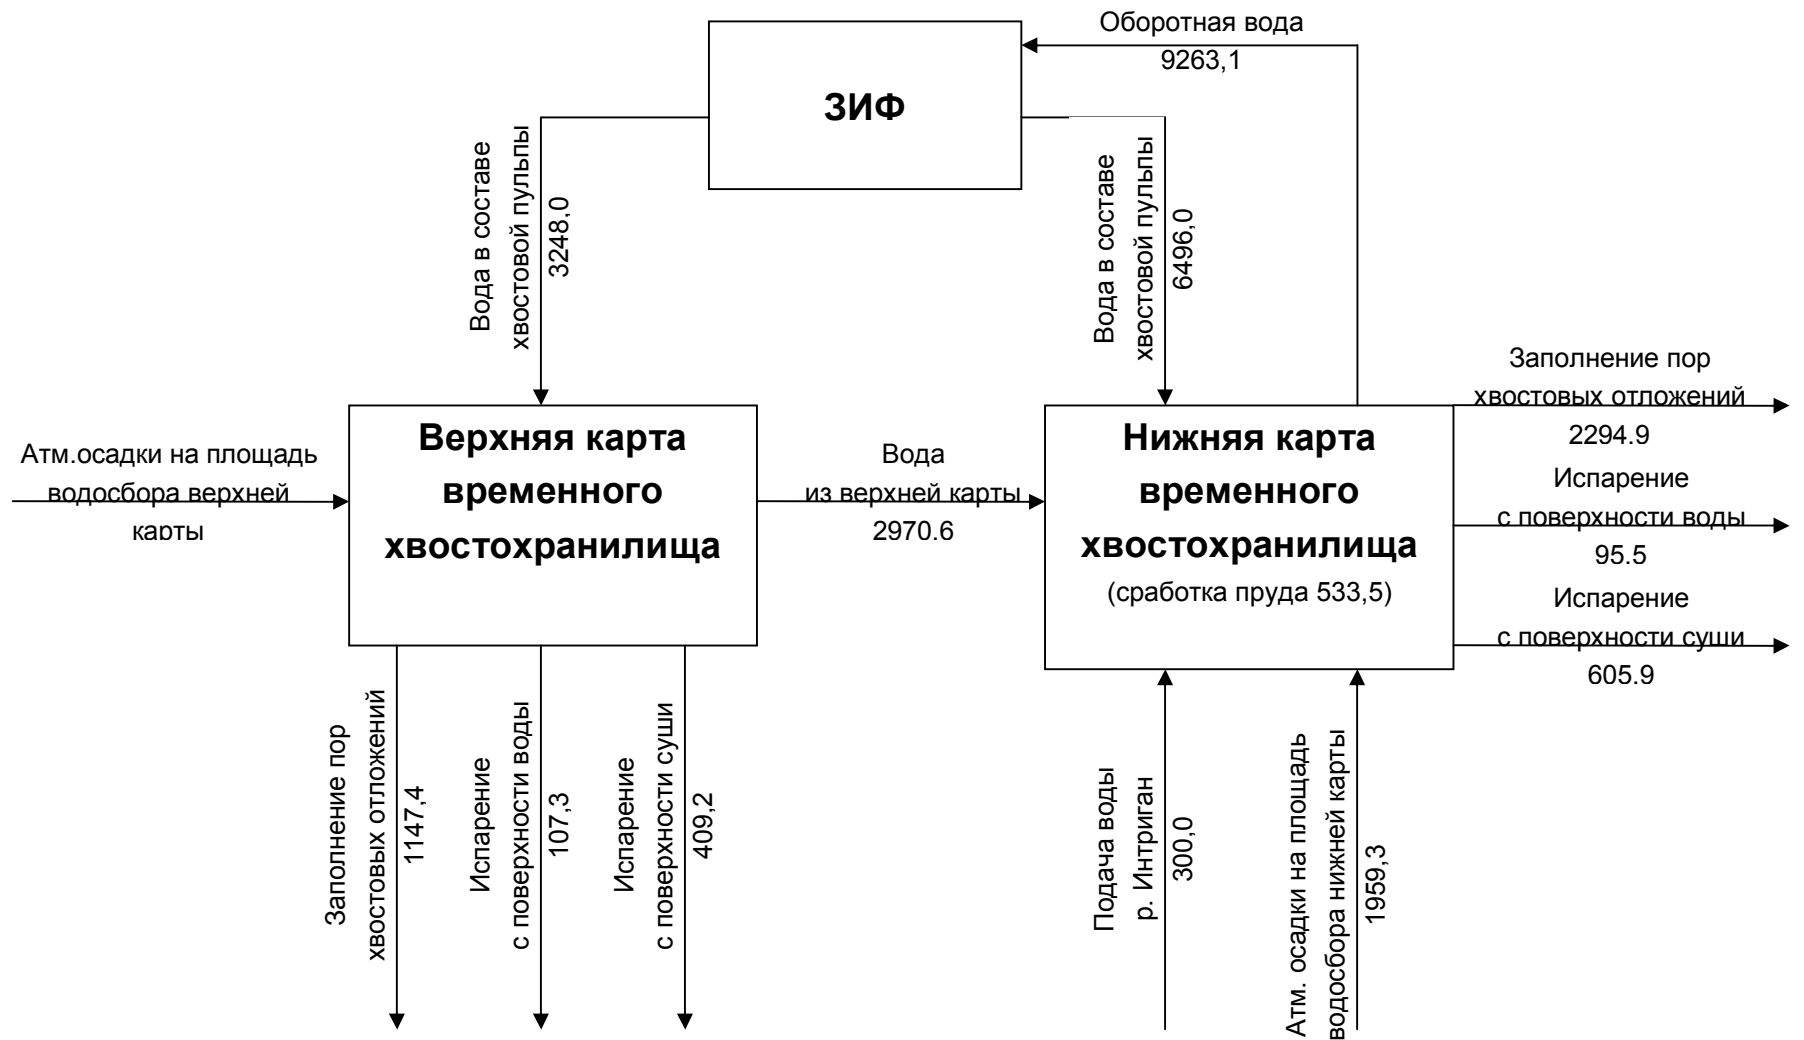 Оборотная вода
9263,1
ЗИФ
Вода в составе
хвостовой пульпы
3248,0
Вода в составе
хвостовой пульпы
6496,0
Атм.осадки на площадь
водосбора верхней
карты
Верхняя карта
временного
хвостохранилища
Вода
из верхней карты
2970.6
Нижняя карта
временного
хвостохранилища
(сработка пруда 533,5)
Заполнение пор
хвостовых отложений
2294.9
Испарение
с поверхности воды
95.5
Испарение
с поверхности суши
605.9
Заполнение пор
хвостовых отложений
1147,4
Испарение
с поверхности воды
107,3
Испарение
с поверхности суши
409,2
Подача воды
р. Интриган
300,0
Атм. осадки на площадь
водосбора нижней карты
1959,3